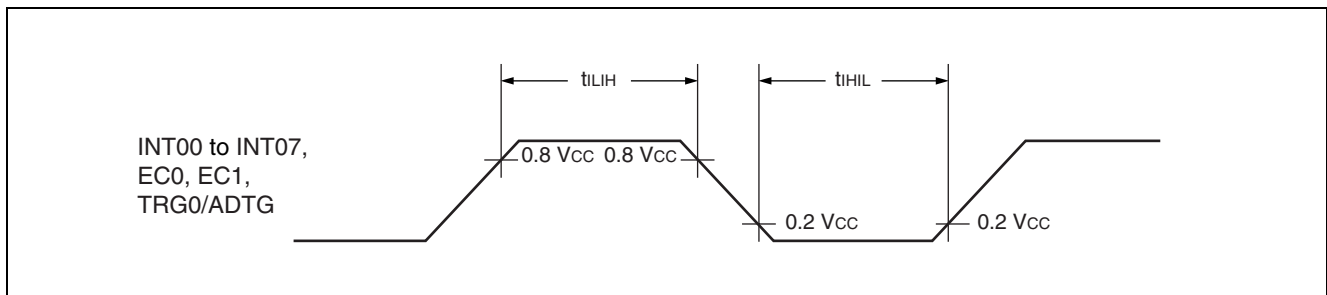 tILIH
tIHIL
INT00 to INT07,
EC0, EC1,
TRG0/ADTG
0.8 VCC 0.8 VCC
0.2 VCC
0.2 VCC